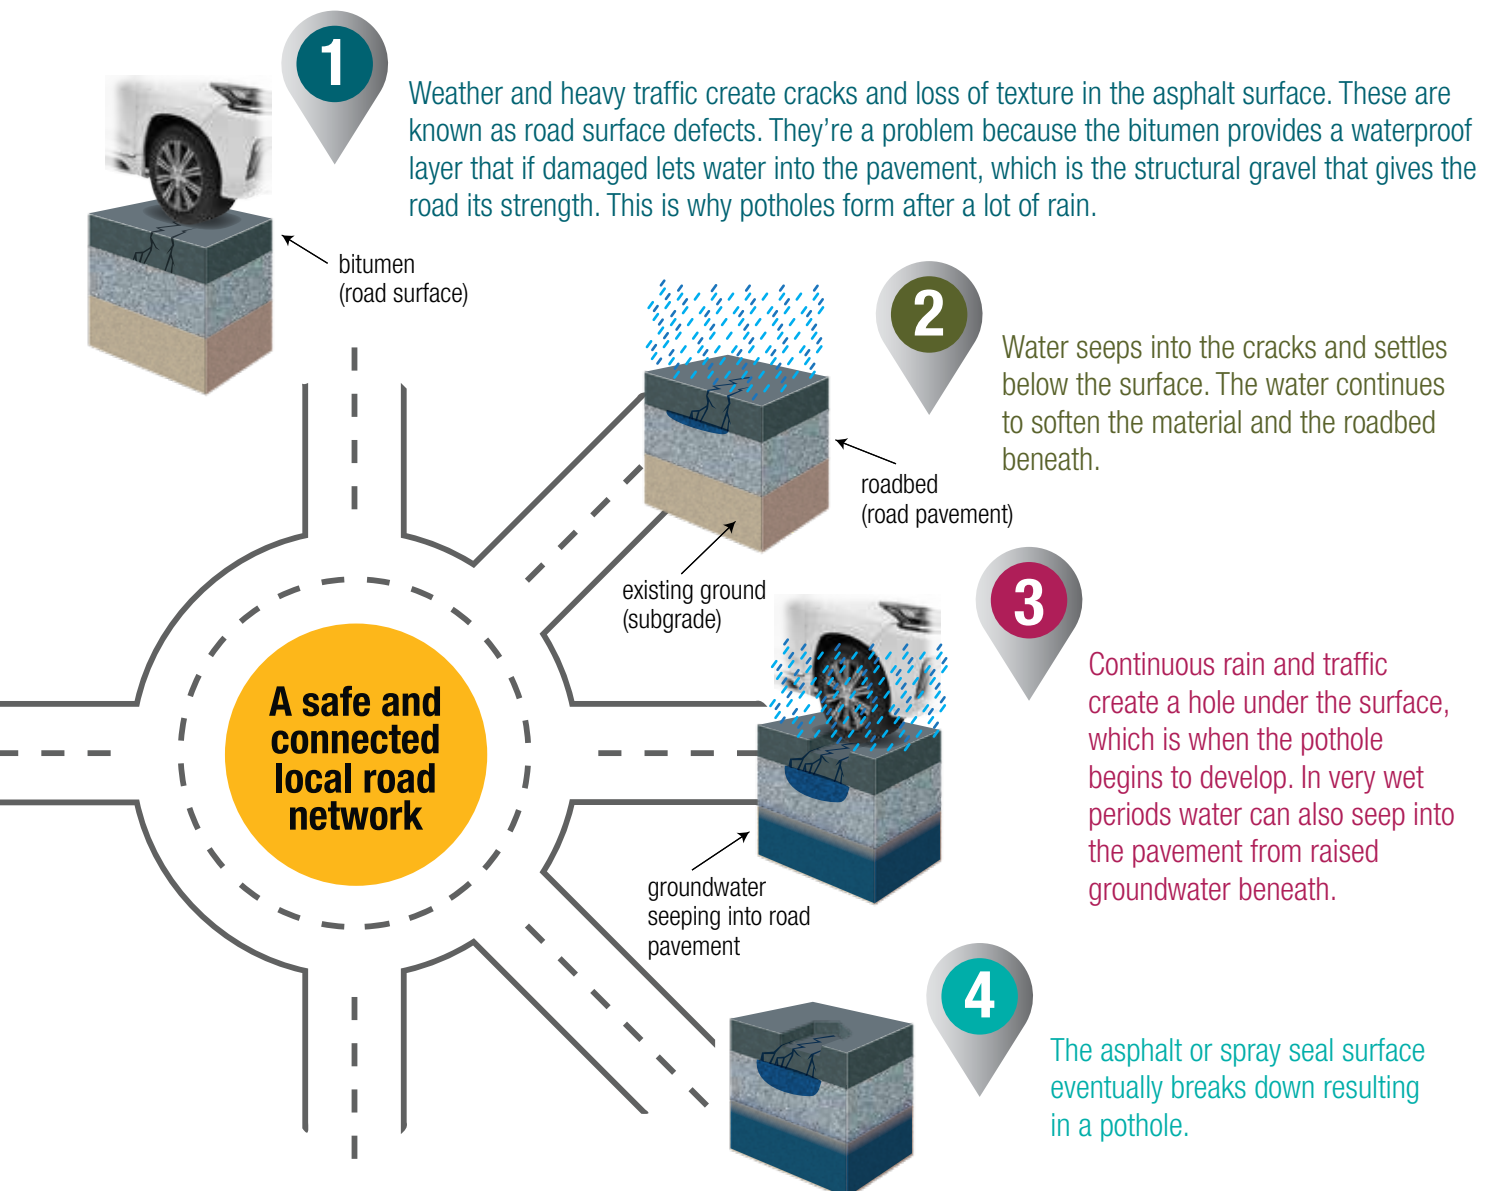 1
Weather and heavy traffic create cracks and loss of texture in the asphalt surface. These are
known as road surface defects. They’re a problem because the bitumen provides a waterproof
layer that if damaged lets water into the pavement, which is the structural gravel that gives the
road its strength. This is why potholes form after a lot of rain.
bitumen
(road surface)
2
Water seeps into the cracks and settles
below the surface. The water continues
to soften the material and the roadbed
beneath.
roadbed
(road pavement)
existing ground
(subgrade)
3
Continuous rain and traffic
create a hole under the surface,
which is when the pothole
begins to develop. In very wet
periods water can also seep into
the pavement from raised
groundwater beneath.
A safe and
connected
local road
network
groundwater
seeping into road
pavement
4
The asphalt or spray seal surface
eventually breaks down resulting
in a pothole.